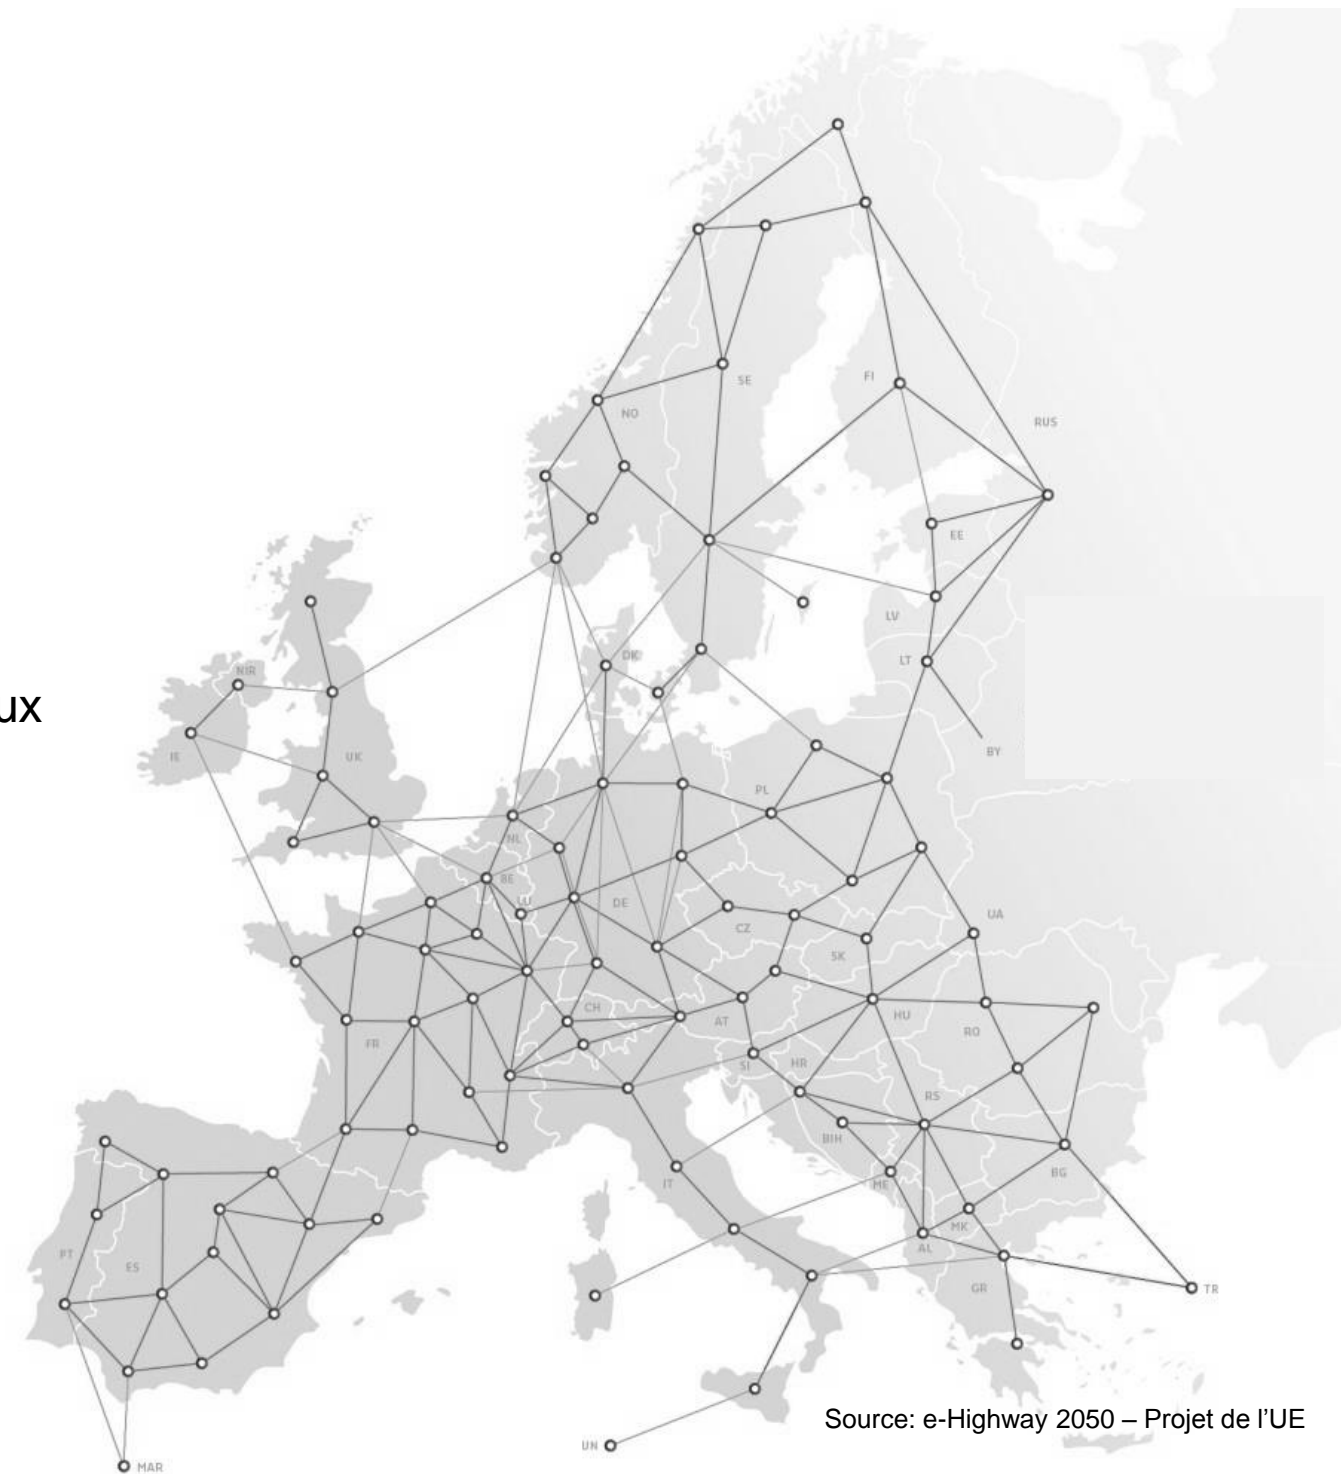 SE
FI
NO
RUS
EE
LV
DK
LT
NIR
BY
IE
UK
PL
NL
BE
LU
DE
UA
CZ
SK
CH
AT
HU
RO
FR
SI
HR
RS
BIH
BG
IT
ME
MK
PT
ES
AL
GR
TR
ux
Source: e-Highway 2050 – Projet de l'UE
UN
MAR